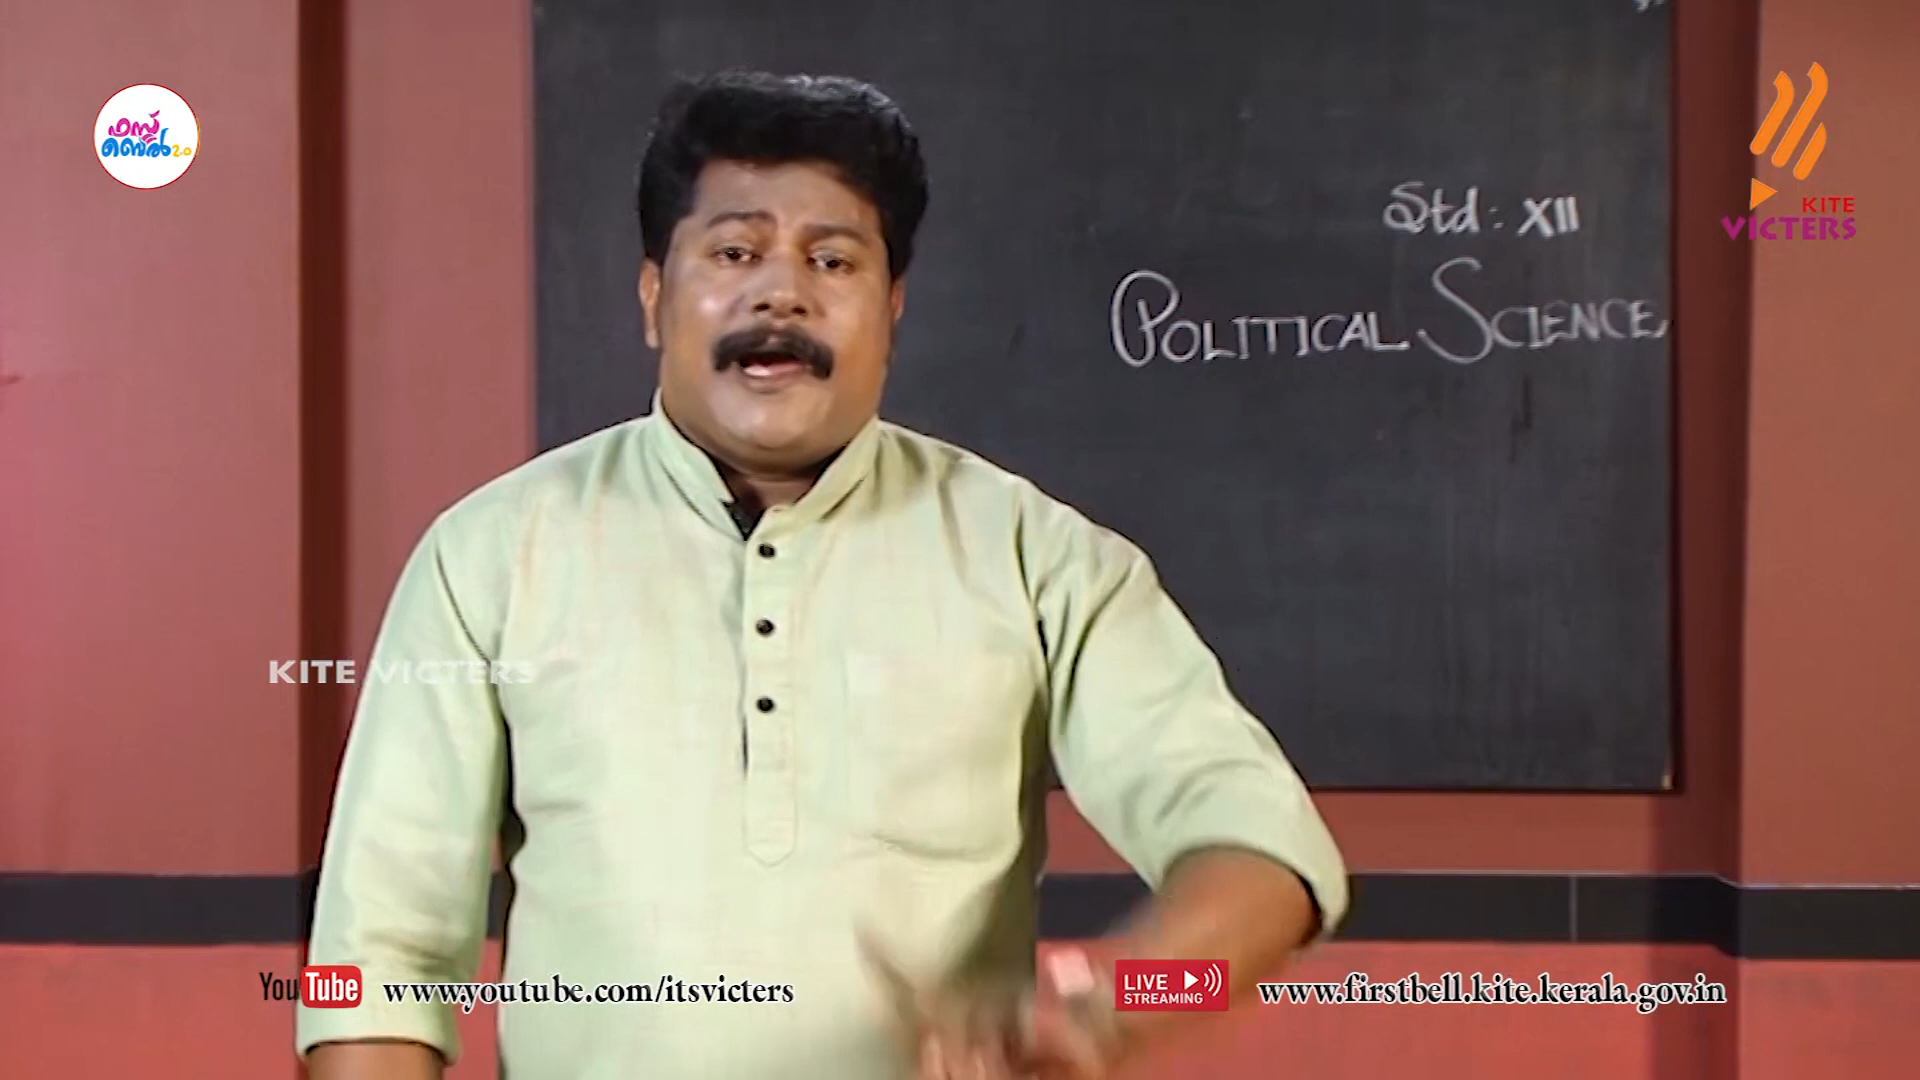 ഫസ്റ്റ്
ബെൽ 2.0
KITE
VICTERS
Std: XII
POLITICAL SCIENCE
KITE VICTERS
YouTube www.youtube.com/itsvicters
LIVE STREAMING www.firstbell.kite.kerala.gov.in